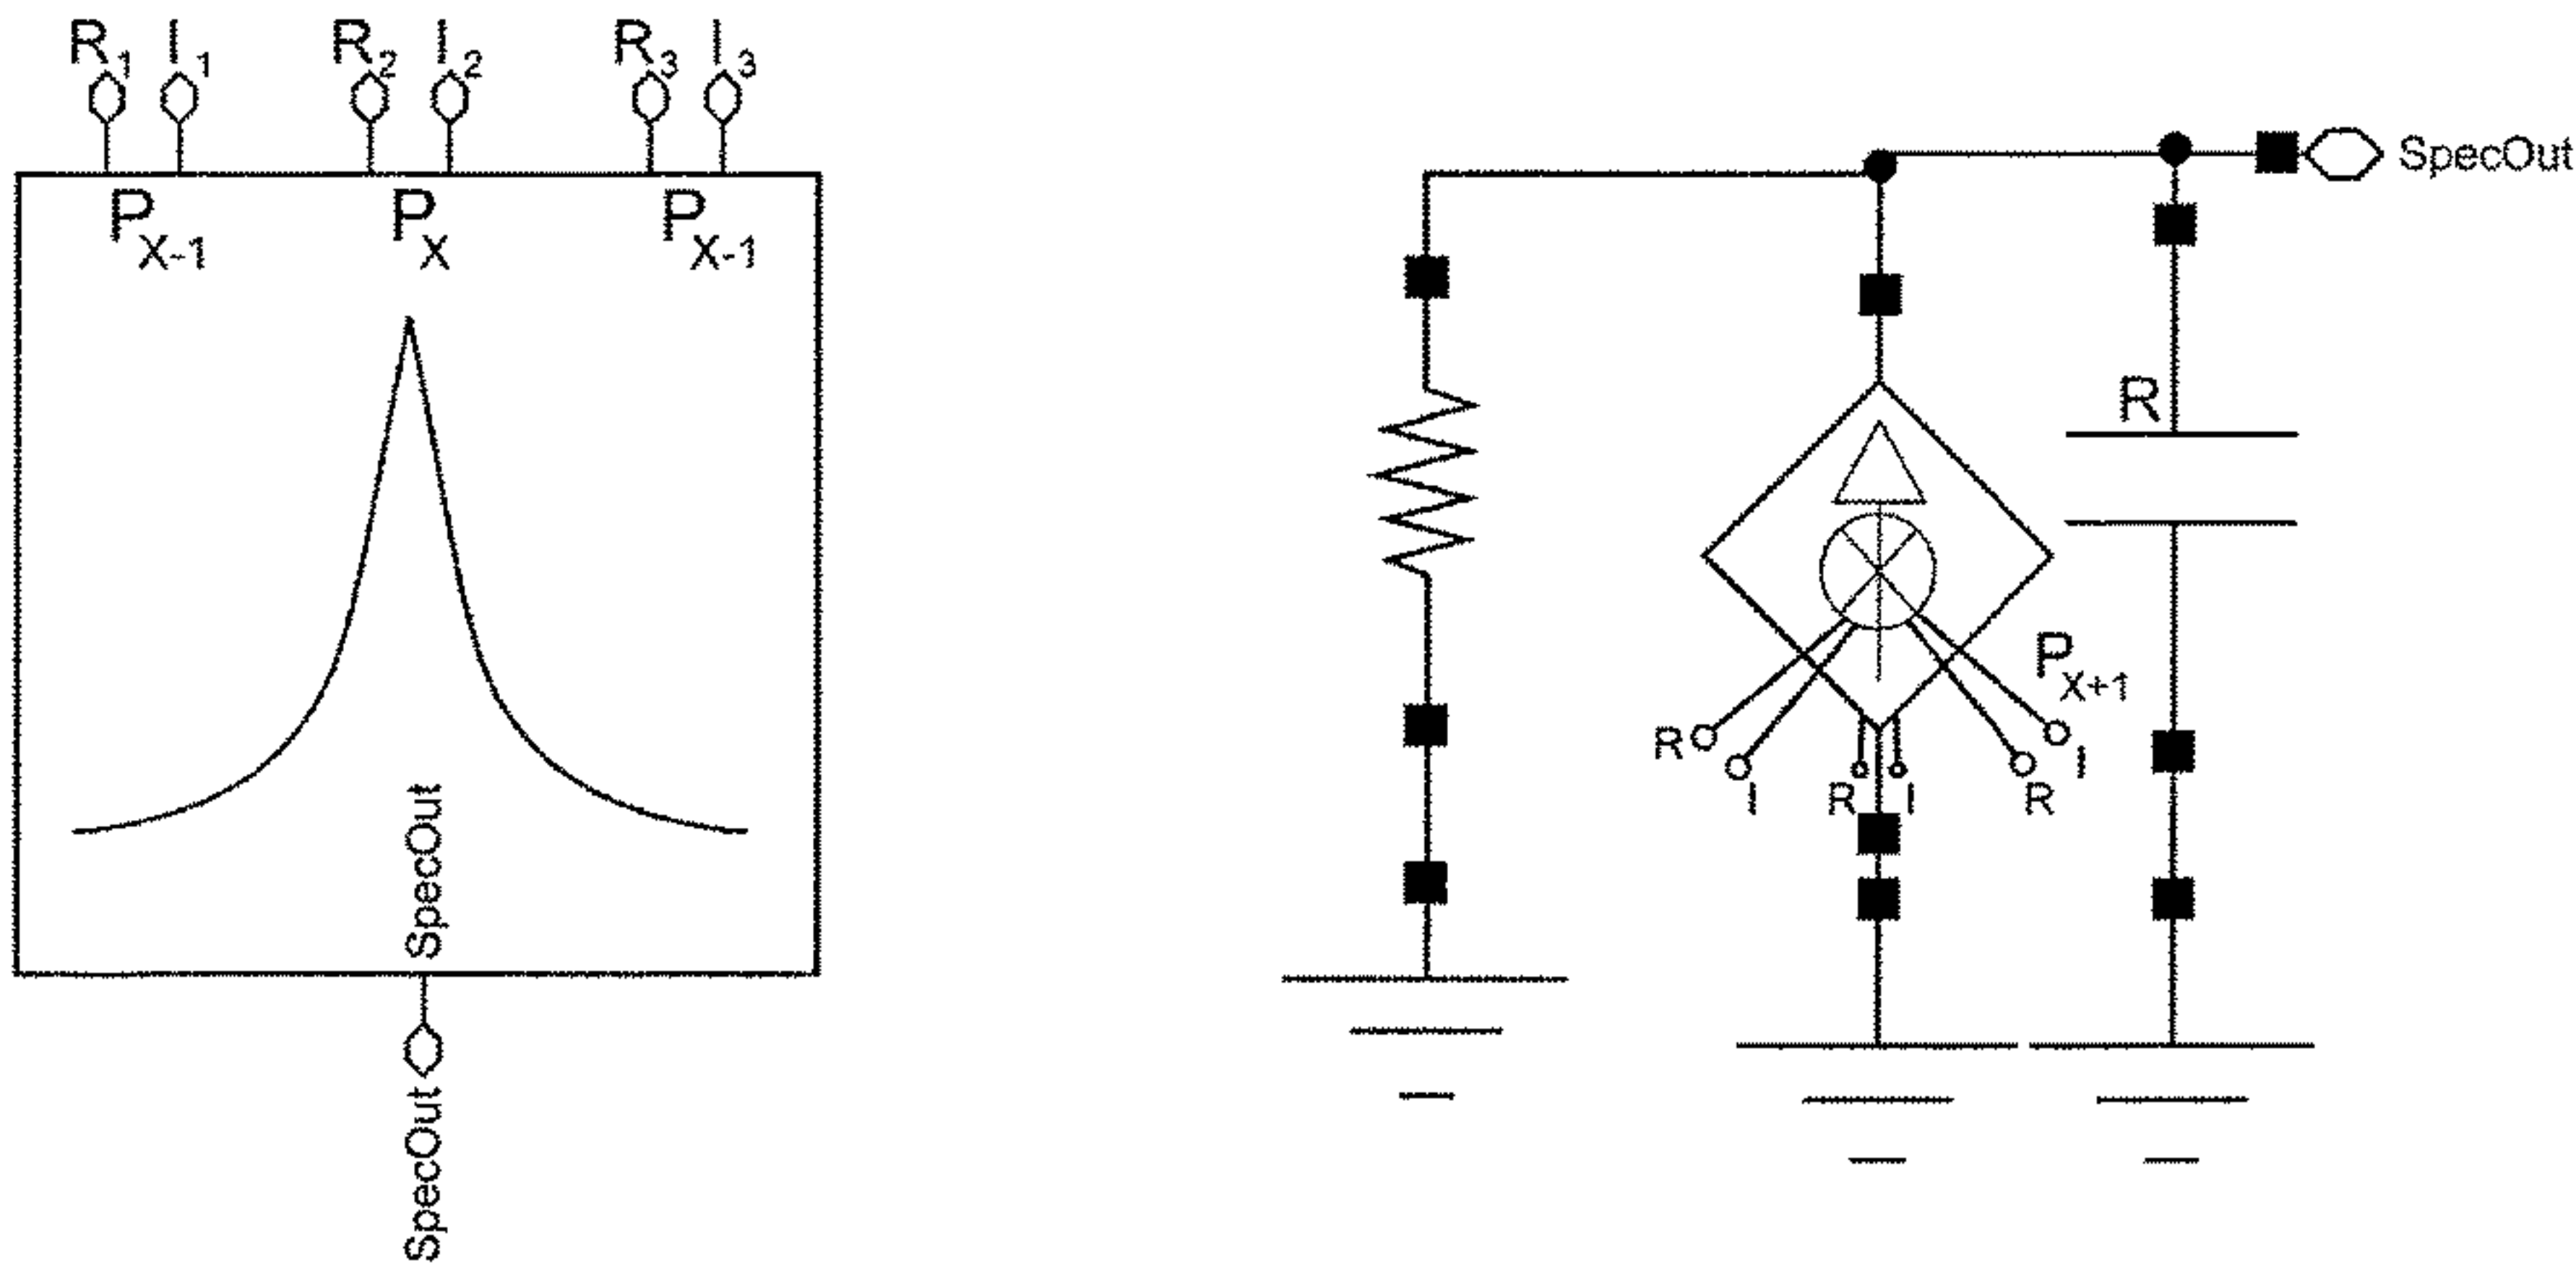 R1 I1 R2 I2 R3 I3
PX-1 PX PX-1
SpecOut
SpecOut
SpecOut
R
PX+1
R I R I R I